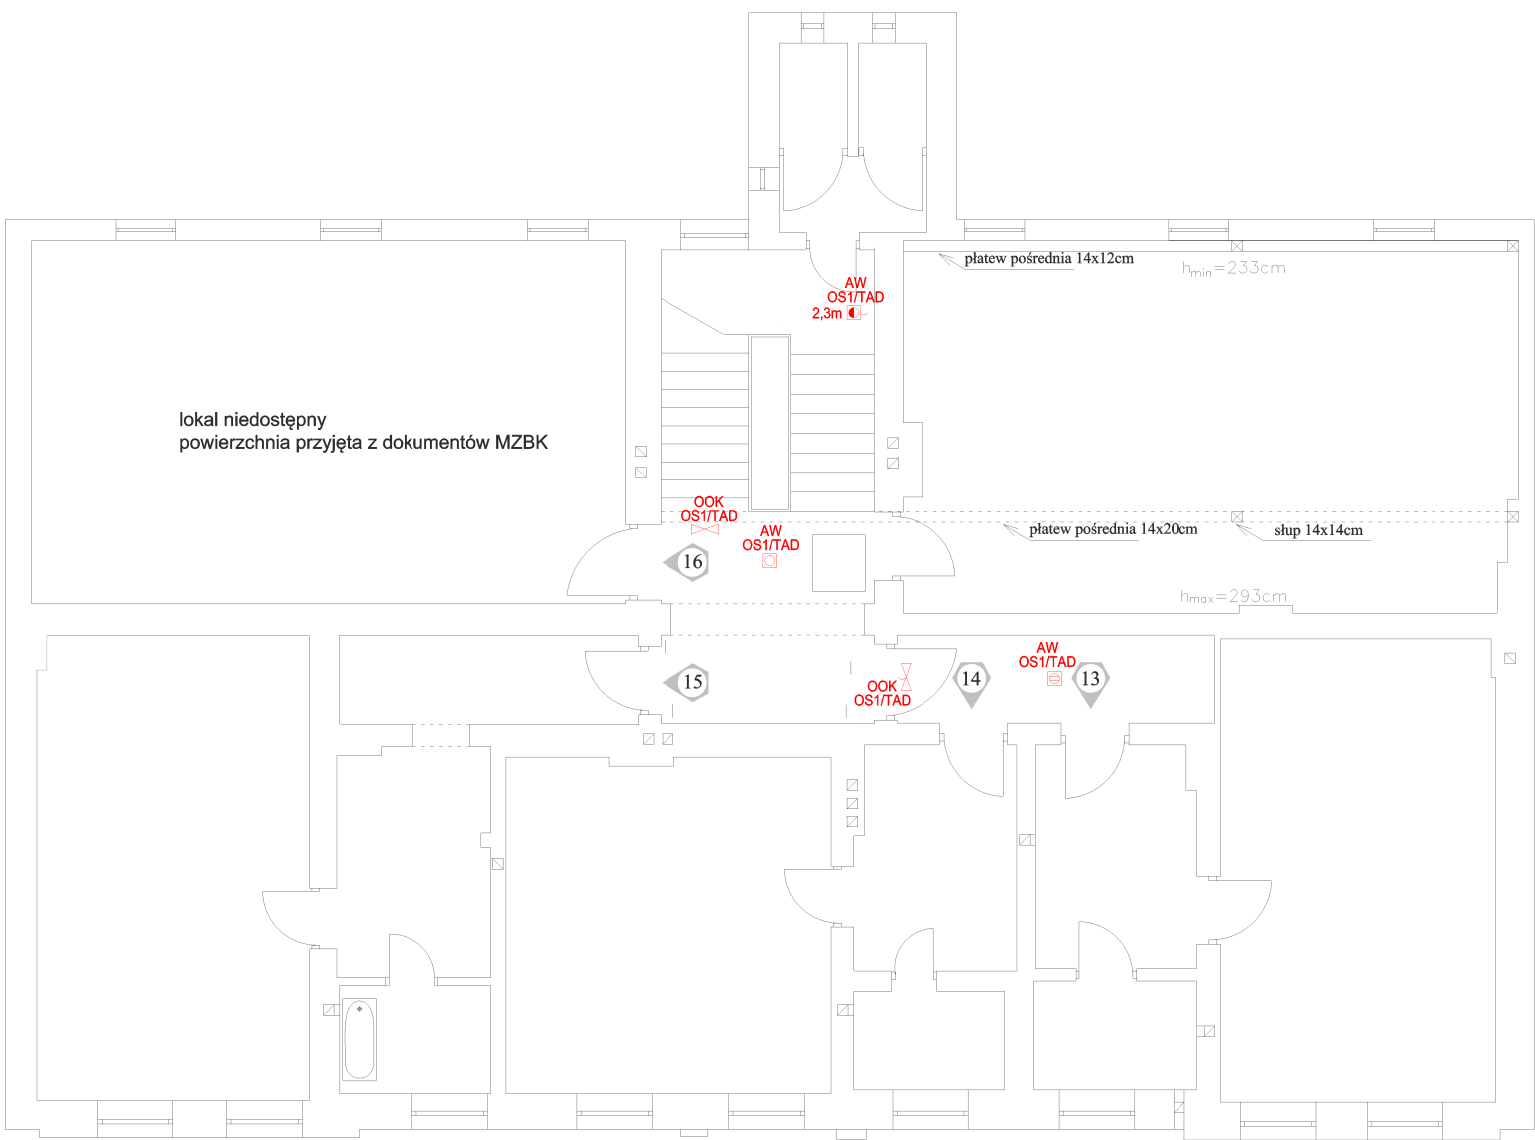 płatew pośrednia 14x12cm
hmin=233cm
AW
OS1/TAD
2,3m
lokal niedostępny
powierzchnia przyjęta z dokumentów MZBK
OOK
OS1/TAD
AW
OS1/TAD
płatew pośrednia 14x20cm
słup 14x14cm
16
hmax=293cm
AW
OS1/TAD
15
14
13
OOK
OS1/TAD